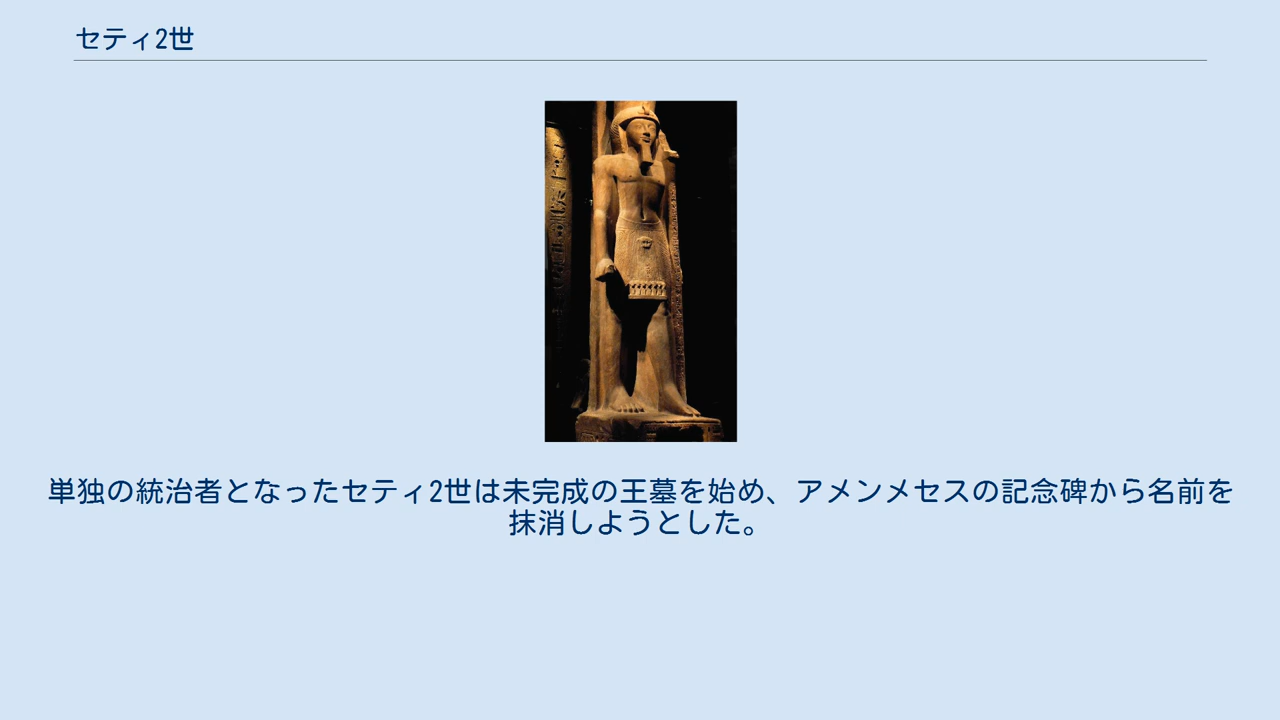 セティ2世
単独の統治者となったセティ2世は未完成の王墓を始め、アメンメセスの記念碑から名前を
抹消しようとした。